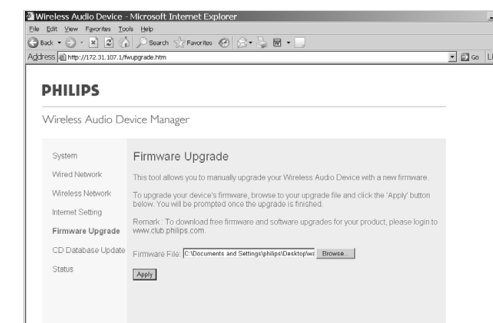 Wireless Audio Device - Microsoft Internet Explorer
File Edit View Favorites Tools Help
Back Search Favorites
Address http://172.31.107.1/fwupgrade.htm Go
PHILIPS
Wireless Audio Device Manager
System
Wired Network
Wireless Network
Internet Setting
Firmware Upgrade
CD Database Update
Status
Firmware Upgrade
This tool allows you to manually upgrade your Wireless Audio Device with a new firmware.
To upgrade your device's firmware, browse to your upgrade file and click the 'Apply' button
below. You will be prompted once the upgrade is finished.
Remark : To download free firmware and software upgrades for your product, please login to
www.club.philips.com.
Firmware File: C:\Documents and Settings\philips\Desktop\ Browse...
Apply